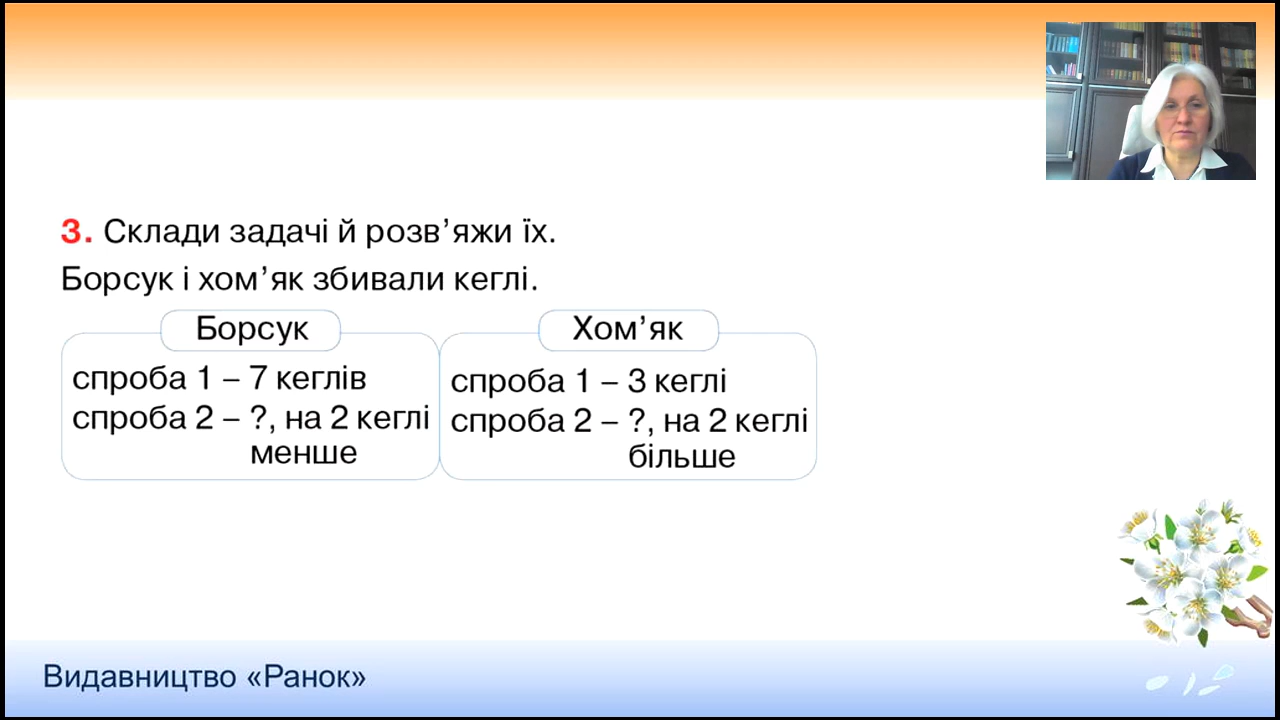 3. Склади задачі й розв’яжи їх.
Борсук і хом’як збивали кеглі.
Борсук
спроба 1 – 7 кеглів
спроба 2 – ?, на 2 кеглі
менше
Хом’як
спроба 1 – 3 кеглі
спроба 2 – ?, на 2 кеглі
більше
Видавництво «Ранок»